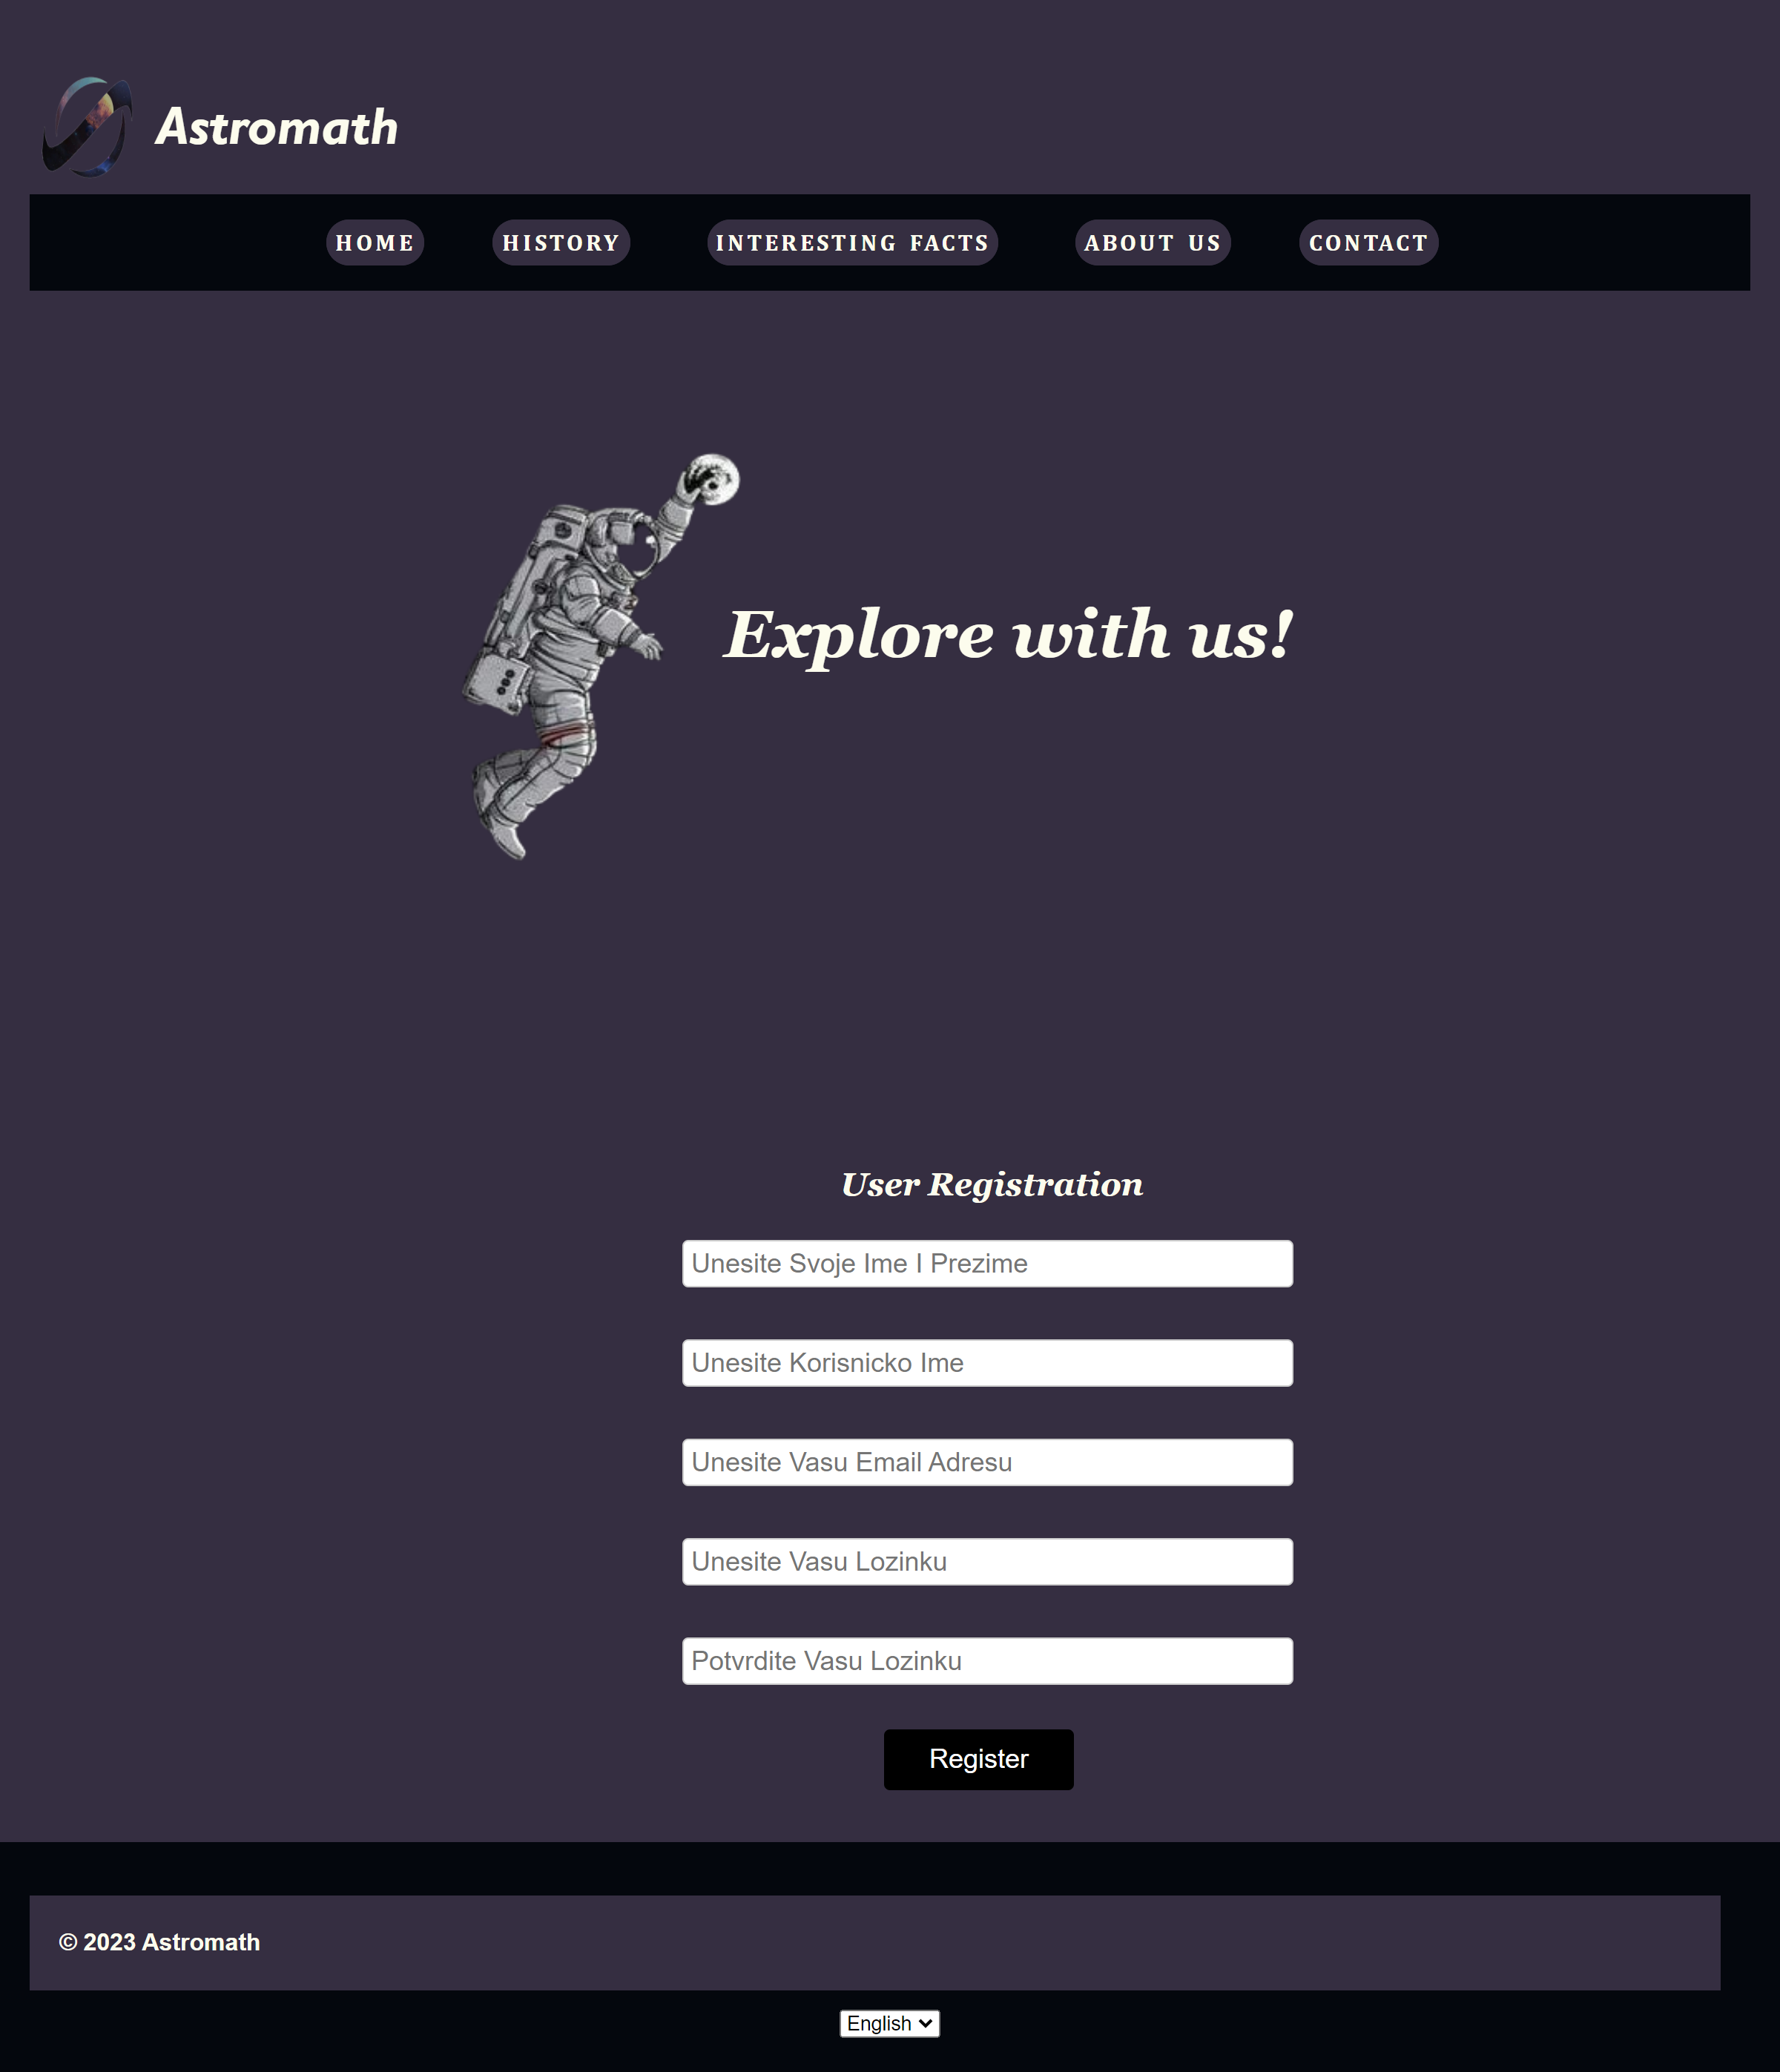 Astromath
HOME HISTORY INTERESTING FACTS ABOUT US CONTACT
Explore with us!
User Registration
Unesite Svoje Ime I Prezime
Unesite Korisnicko Ime
Unesite Vasu Email Adresu
Unesite Vasu Lozinku
Potvrdite Vasu Lozinku
Register
© 2023 Astromath
English